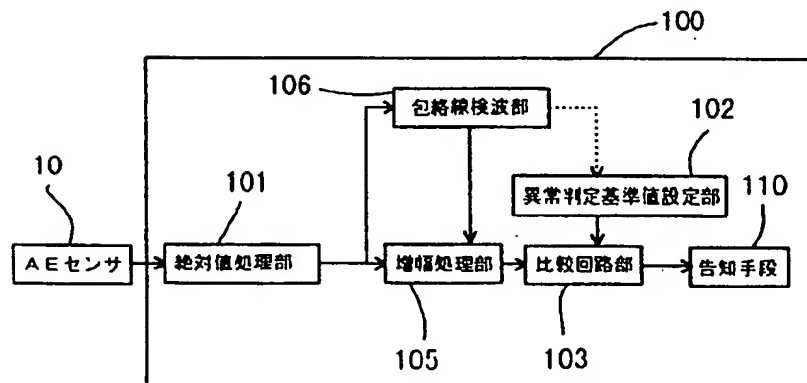 100
106
包絡線検波部
102
10
101
異常判定基準値設定部
110
AEセンサ
絶対値処理部
増幅処理部
比較回路部
告知手段
105
103